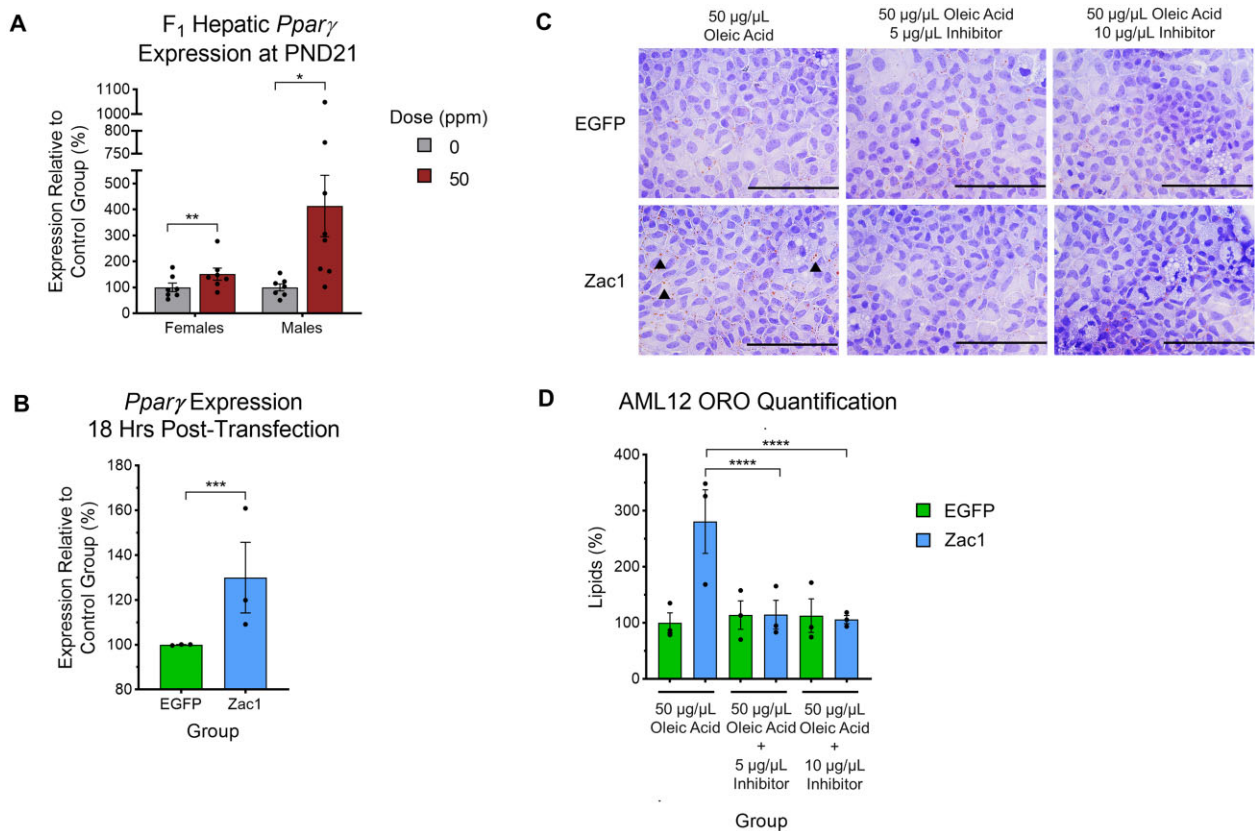 A
F₁ Hepatic Pparγ
Expression at PND21
Expression Relative to
Control Group (%)
1100
1000
800
750
500
400
300
200
100
0
**
*
Females
Males
Dose (ppm)
0
50
B
Pparγ Expression
18 Hrs Post-Transfection
Expression Relative to
Control Group (%)
180
160
140
120
100
80
***
EGFP
Zac1
Group
C
50 µg/µL
Oleic Acid
50 µg/µL Oleic Acid
5 µg/µL Inhibitor
50 µg/µL Oleic Acid
10 µg/µL Inhibitor
EGFP
Zac1
D
AML12 ORO Quantification
Lipids (%)
400
300
200
100
0
****
****
EGFP
Zac1
50 µg/µL
Oleic Acid
50 µg/µL
Oleic Acid
+
5 µg/µL
Inhibitor
50 µg/µL
Oleic Acid
+
10 µg/µL
Inhibitor
Group